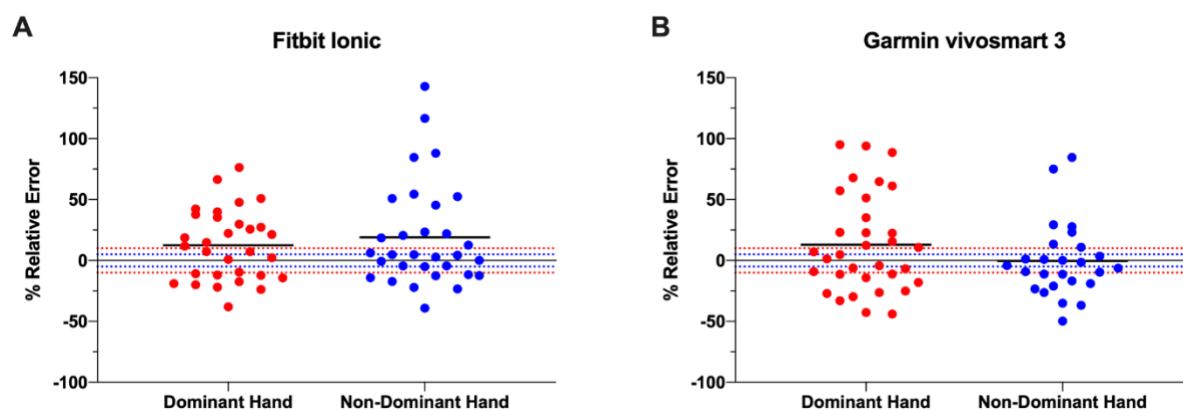 A
Fitbit Ionic
% Relative Error
150
100
50
0
-50
-100
Dominant Hand
Non-Dominant Hand
B
Garmin vivosmart 3
% Relative Error
150
100
50
0
-50
-100
Dominant Hand
Non-Dominant Hand